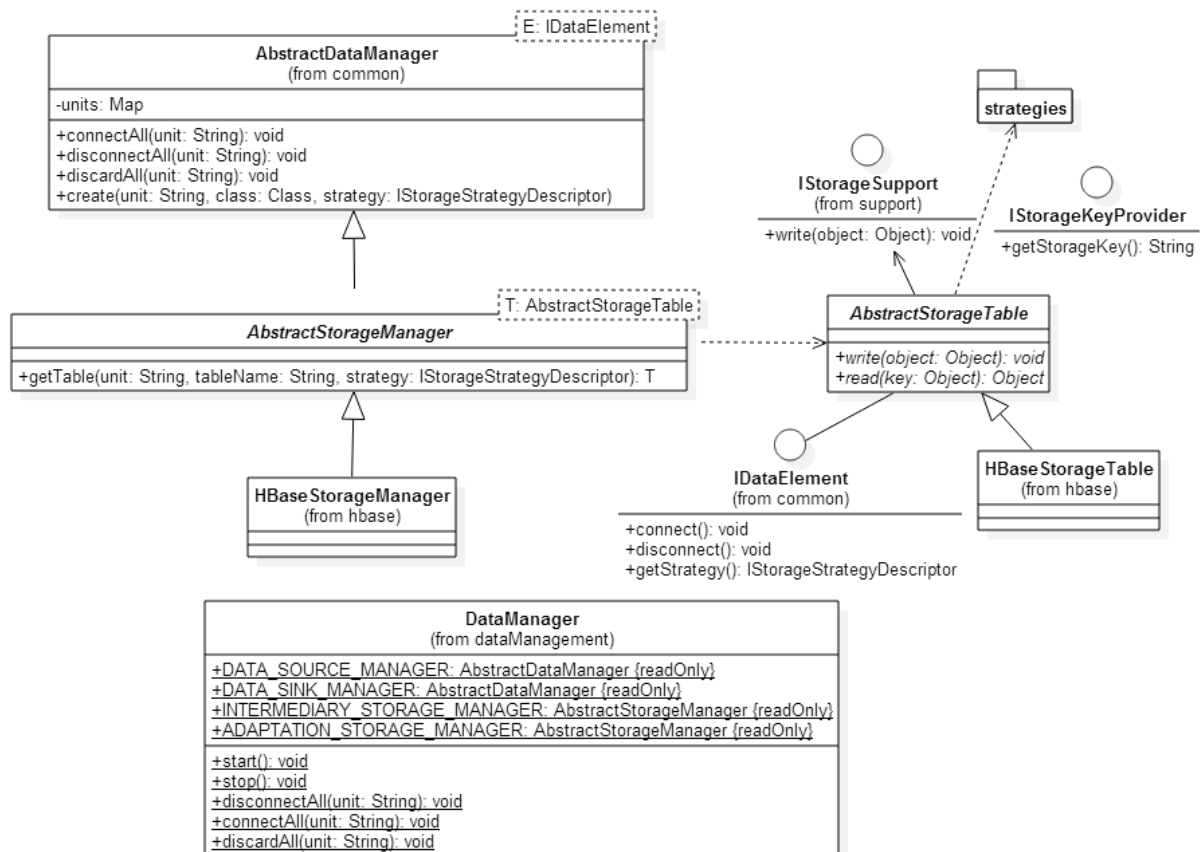 E: IDataElement
AbstractDataManager
(from common)
-units: Map
+connectAll(unit: String): void
+disconnectAll(unit: String): void
+discardAll(unit: String): void
+create(unit: String, class: Class, strategy: IStorageStrategyDescriptor)
strategies
IStorageSupport
(from support)
+write(object: Object): void
IStorageKeyProvider
+getStorageKey(): String
T: AbstractStorageTable
AbstractStorageManager
+getTable(unit: String, tableName: String, strategy: IStorageStrategyDescriptor): T
AbstractStorageTable
+write(object: Object): void
+read(key: Object): Object
HBaseStorageManager
(from hbase)
IDataElement
(from common)
+connect(): void
+disconnect(): void
+getStrategy(): IStorageStrategyDescriptor
HBaseStorageTable
(from hbase)
DataManager
(from dataManagement)
+DATA_SOURCE_MANAGER: AbstractDataManager {readOnly}
+DATA_SINK_MANAGER: AbstractDataManager {readOnly}
+INTERMEDIARY_STORAGE_MANAGER: AbstractStorageManager {readOnly}
+ADAPTATION_STORAGE_MANAGER: AbstractStorageManager {readOnly}
+start(): void
+stop(): void
+disconnectAll(unit: String): void
+connectAll(unit: String): void
+discardAll(unit: String): void